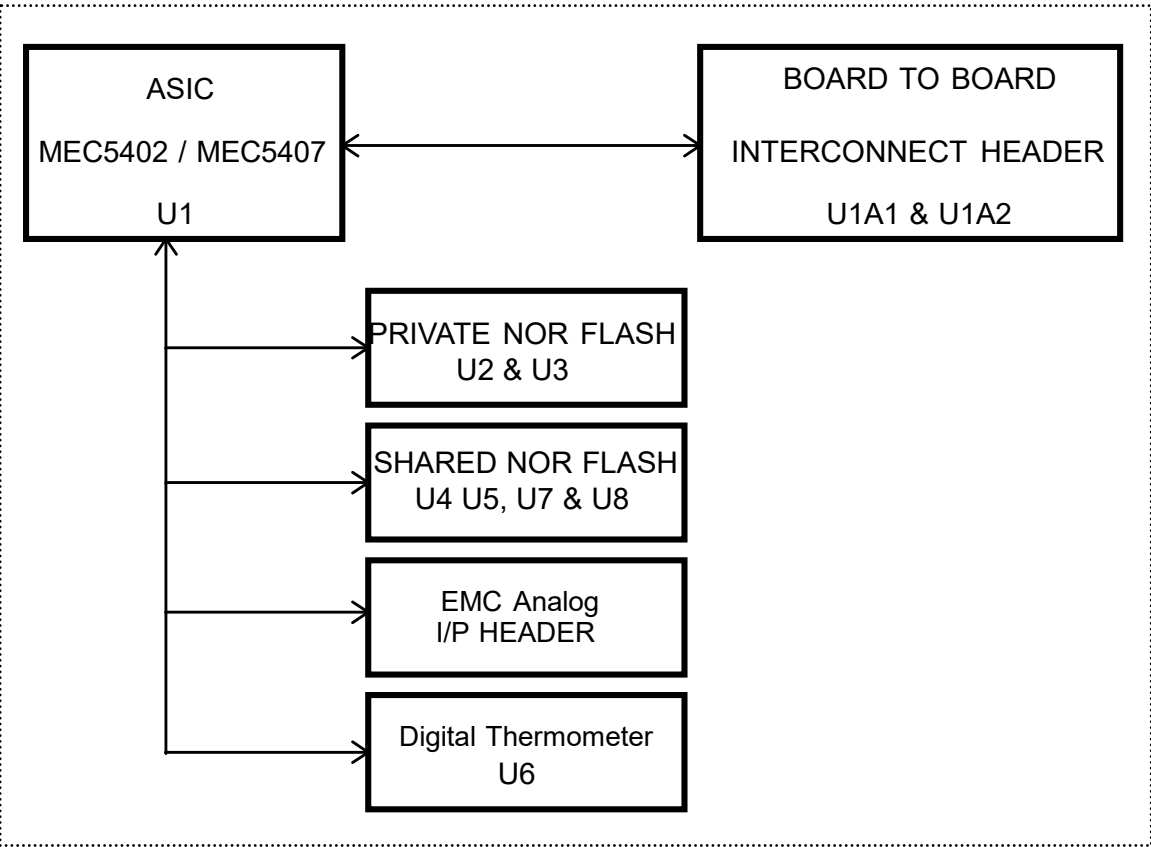 ASIC
MEC5402 / MEC5407
U1
BOARD TO BOARD
INTERCONNECT HEADER
U1A1 & U1A2
PRIVATE NOR FLASH
U2 & U3
SHARED NOR FLASH
U4 U5, U7 & U8
EMC Analog
I/P HEADER
Digital Thermometer
U6